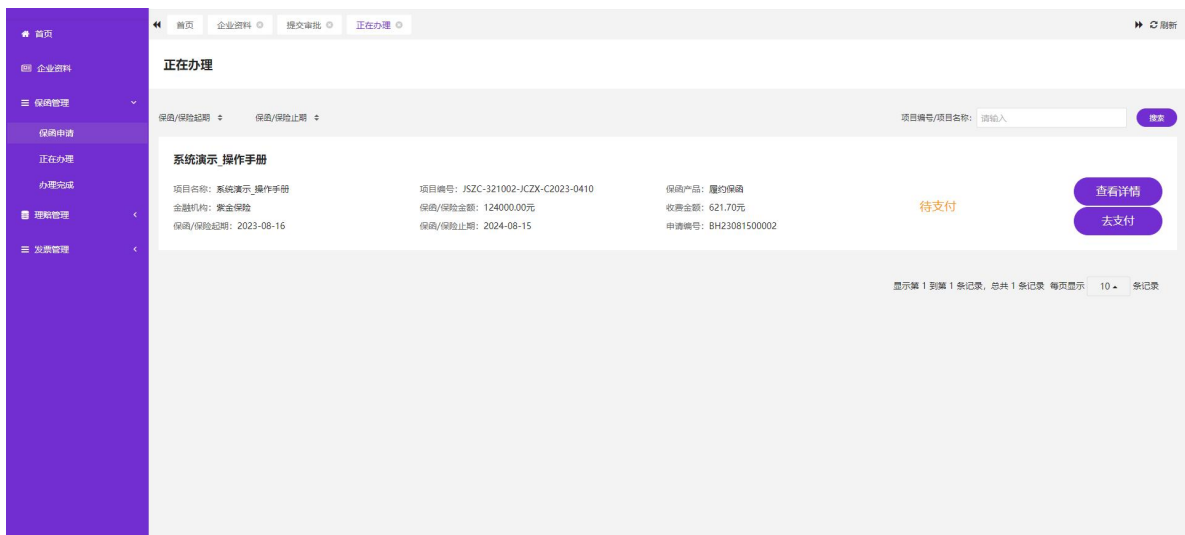 首页
企业资料
保函管理
保函申请
正在办理
办理完成
理赔管理
发票管理
首页 企业资料 提交审批 正在办理 刷新
正在办理
保函/保险起期 保函/保险止期 项目编号/项目名称: 请输入 搜索
系统演示_操作手册
项目名称: 系统演示_操作手册 项目编号: JSZC-321002-JCZX-C2023-0410 保函产品: 履约保函
金融机构: 紫金保险 保函/保险金额: 124000.00元 收费金额: 621.70元
保函/保险起期: 2023-08-16 保函/保险止期: 2024-08-15 申请编号: BH23081500002
待支付
查看详情
去支付
显示第 1 到第 1 条记录, 总共 1 条记录 每页显示 10 条记录